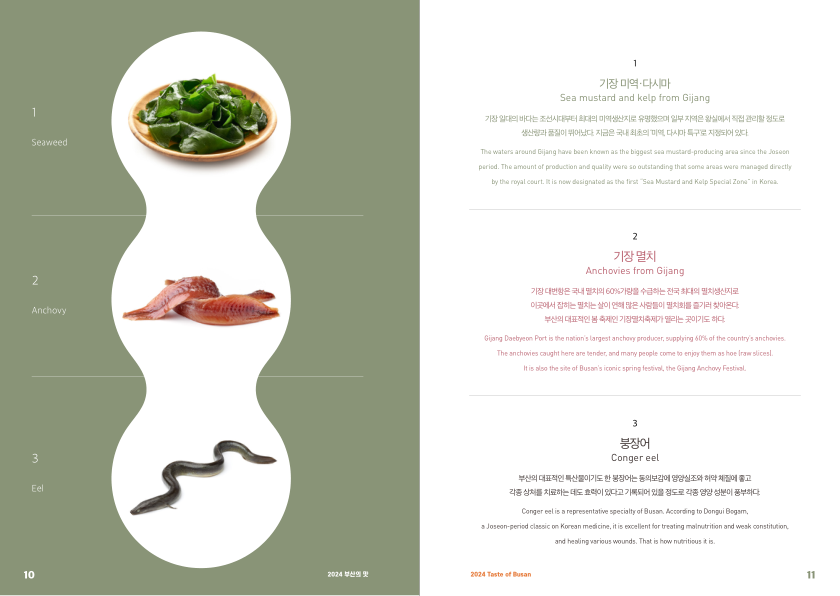 1
Seaweed
2
Anchovy
3
Eel
10
2024 부산의 맛
1
기장 미역·다시마
Sea mustard and kelp from Gijang
기장 일대의 바다는 조선시대부터 최대의 미역생산지로 유명했으며 일부 지역은 왕실에서 직접 관리할 정도로
생산량과 품질이 뛰어났다. 지금은 국내 최초의 '미역, 다시마 특구'로 지정되어 있다.
The waters around Gijang have been known as the biggest sea mustard-producing area since the Joseon
period. The amount of production and quality were so outstanding that some areas were managed directly
by the royal court. It is now designated as the first "Sea Mustard and Kelp Special Zone" in Korea.
2
기장 멸치
Anchovies from Gijang
기장 대변항은 국내 멸치의 60%가량을 수급하는 전국 최대의 멸치생산지로
이곳에서 잡히는 멸치는 살이 연해 많은 사람들이 멸치회를 즐기러 찾아온다.
부산의 대표적인 봄 축제인 기장멸치축제가 열리는 곳이기도 하다.
Gijang Daebyeon Port is the nation's largest anchovy producer, supplying 60% of the country's anchovies.
The anchovies caught here are tender, and many people come to enjoy them as hoe (raw slices).
It is also the site of Busan's iconic spring festival, the Gijang Anchovy Festival.
3
붕장어
Conger eel
부산의 대표적인 특산물이기도 한 붕장어는 동의보감에 영양실조와 허약 체질에 좋고
각종 상처를 치료하는 데도 효력이 있다고 기록되어 있을 정도로 각종 영양 성분이 풍부하다.
Conger eel is a representative specialty of Busan. According to Dongui Bogam,
a Joseon-period classic on Korean medicine, it is excellent for treating malnutrition and weak constitution,
and healing various wounds. That is how nutritious it is.
2024 Taste of Busan
11